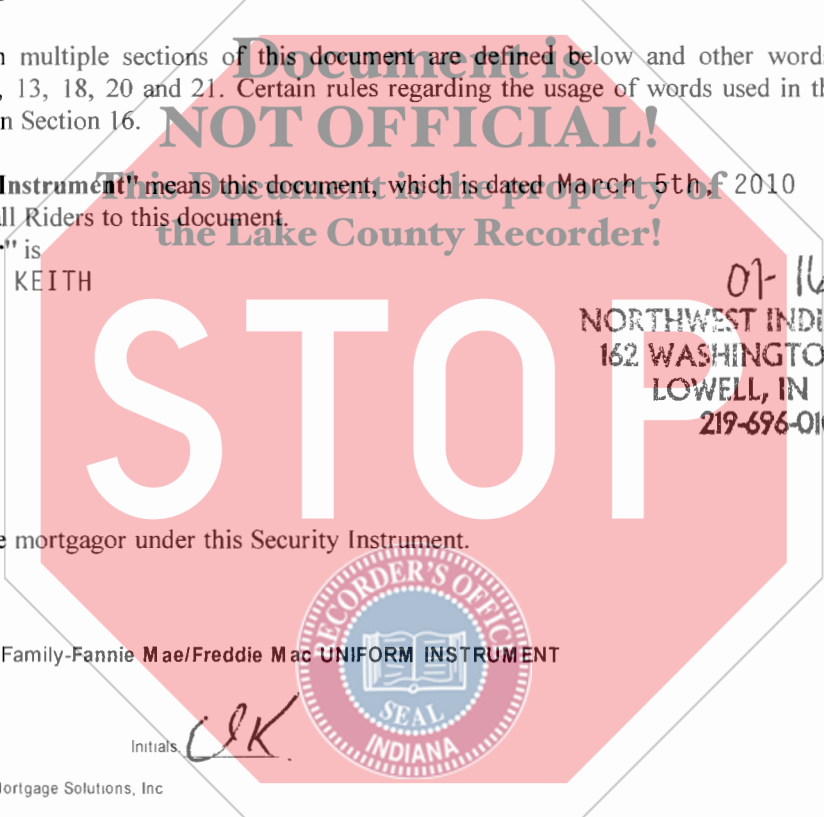 Document is
multiple sections of this document are defined below and other words
, 13, 18, 20 and 21. Certain rules regarding the usage of words used in th
n Section 16.
NOT OFFICIAL!
Instrument" means this document, which is dated March 5th, 2010
This Document is the property of
all Riders to this document.
the Lake County Recorder!
" is
KEITH
07- 16
NORTHWEST INDI
162 WASHINGTO
LOWELL, IN
219-696-01
STOP
e mortgagor under this Security Instrument.
RECORDER'S OFFIC
Family-Fannie Mae/Freddie Mac UNIFORM INSTRUMENT
SEAL
INDIANA
Initials
Mortgage Solutions, Inc